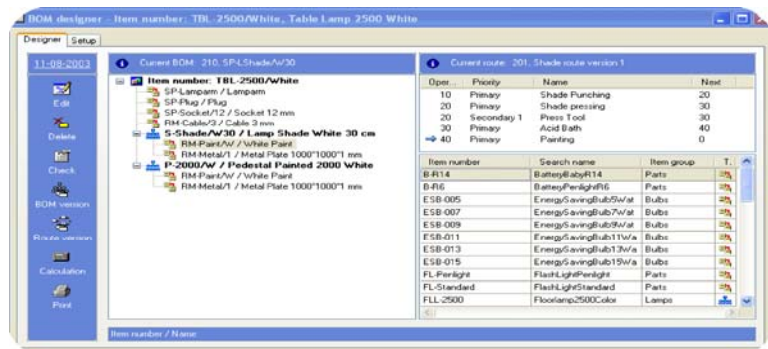 BOM designer - Item number: TBL-2500/White, Table Lamp 2500 White
Designer Setup
11-08-2003
Edit
Delete
Check
BOM version
Route version
Calculation
Print
Current BOM: 210, SP-LShade/W30
Item number: TBL-2500/White
SP-Lamparm / Lamparm
SP-Plug / Plug
SP-Socket/12 / Socket 12 mm
RM-Cable/3 / Cable 3 mm
S-Shade/W30 / Lamp Shade White 30 cm
RM-Paint/W / White Paint
RM-Metal/1 / Metal Plate 1000*1000*1 mm
P-2000/W / Pedestal Painted 2000 White
RM-Paint/W / White Paint
RM-Metal/1 / Metal Plate 1000*1000*1 mm
Current route: 201, Shade route version 1
Oper... Priority Name Next
10 Primary Shade Punching 20
20 Primary Shade pressing 30
20 Secondary 1 Press Tool 30
30 Primary Acid Bath 40
40 Primary Painting 0
Item number Search name Item group T.
B-R14 BatteryBabyR14 Parts
B-R6 BatteryPenlightR6 Parts
ESB-005 EnergySavingBulb5Wat Bulbs
ESB-007 EnergySavingBulb7Wat Bulbs
ESB-009 EnergySavingBulb9Wat Bulbs
ESB-011 EnergySavingBulb11Wa Bulbs
ESB-013 EnergySavingBulb13Wa Bulbs
ESB-015 EnergySavingBulb15Wa Bulbs
FL-Penlight FlashLightPenlight Parts
FL-Standard FlashLightStandard Parts
FLL-2500 Floorlamp2500Color Lamps
Item number / Name